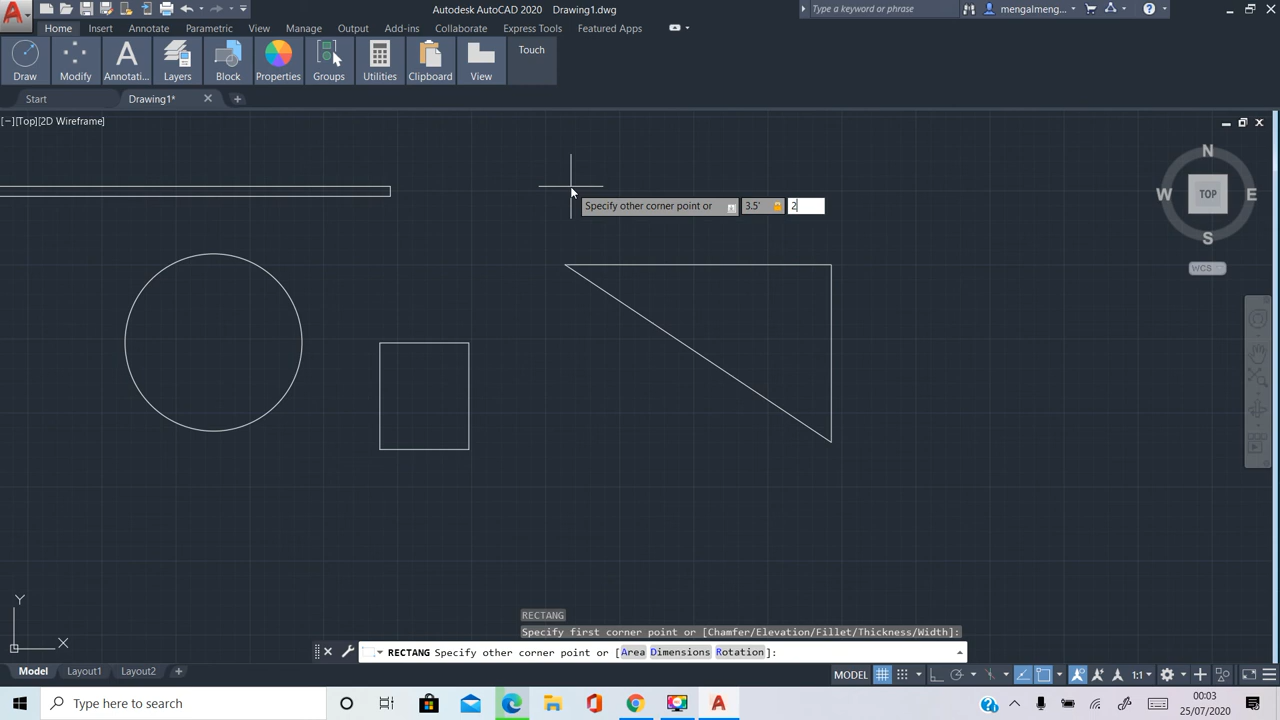 Autodesk AutoCAD 2020 Drawing1.dwg
Type a keyword or phrase
mengalmeng...
Home Insert Annotate Parametric View Manage Output Add-ins Collaborate Express Tools Featured Apps
Draw Modify Annotati... Layers Block Properties Groups Utilities Clipboard View Touch
Start Drawing1*
[−][Top][2D Wireframe]
N
W TOP E
S
WCS
Specify other corner point or 3.5' 2
Y
X
RECTANG
Specify first corner point or [Chamfer/Elevation/Fillet/Thickness/Width]:
RECTANG Specify other corner point or [Area Dimensions Rotation]:
Model Layout1 Layout2 +
MODEL 1:1
Type here to search
00:03
25/07/2020